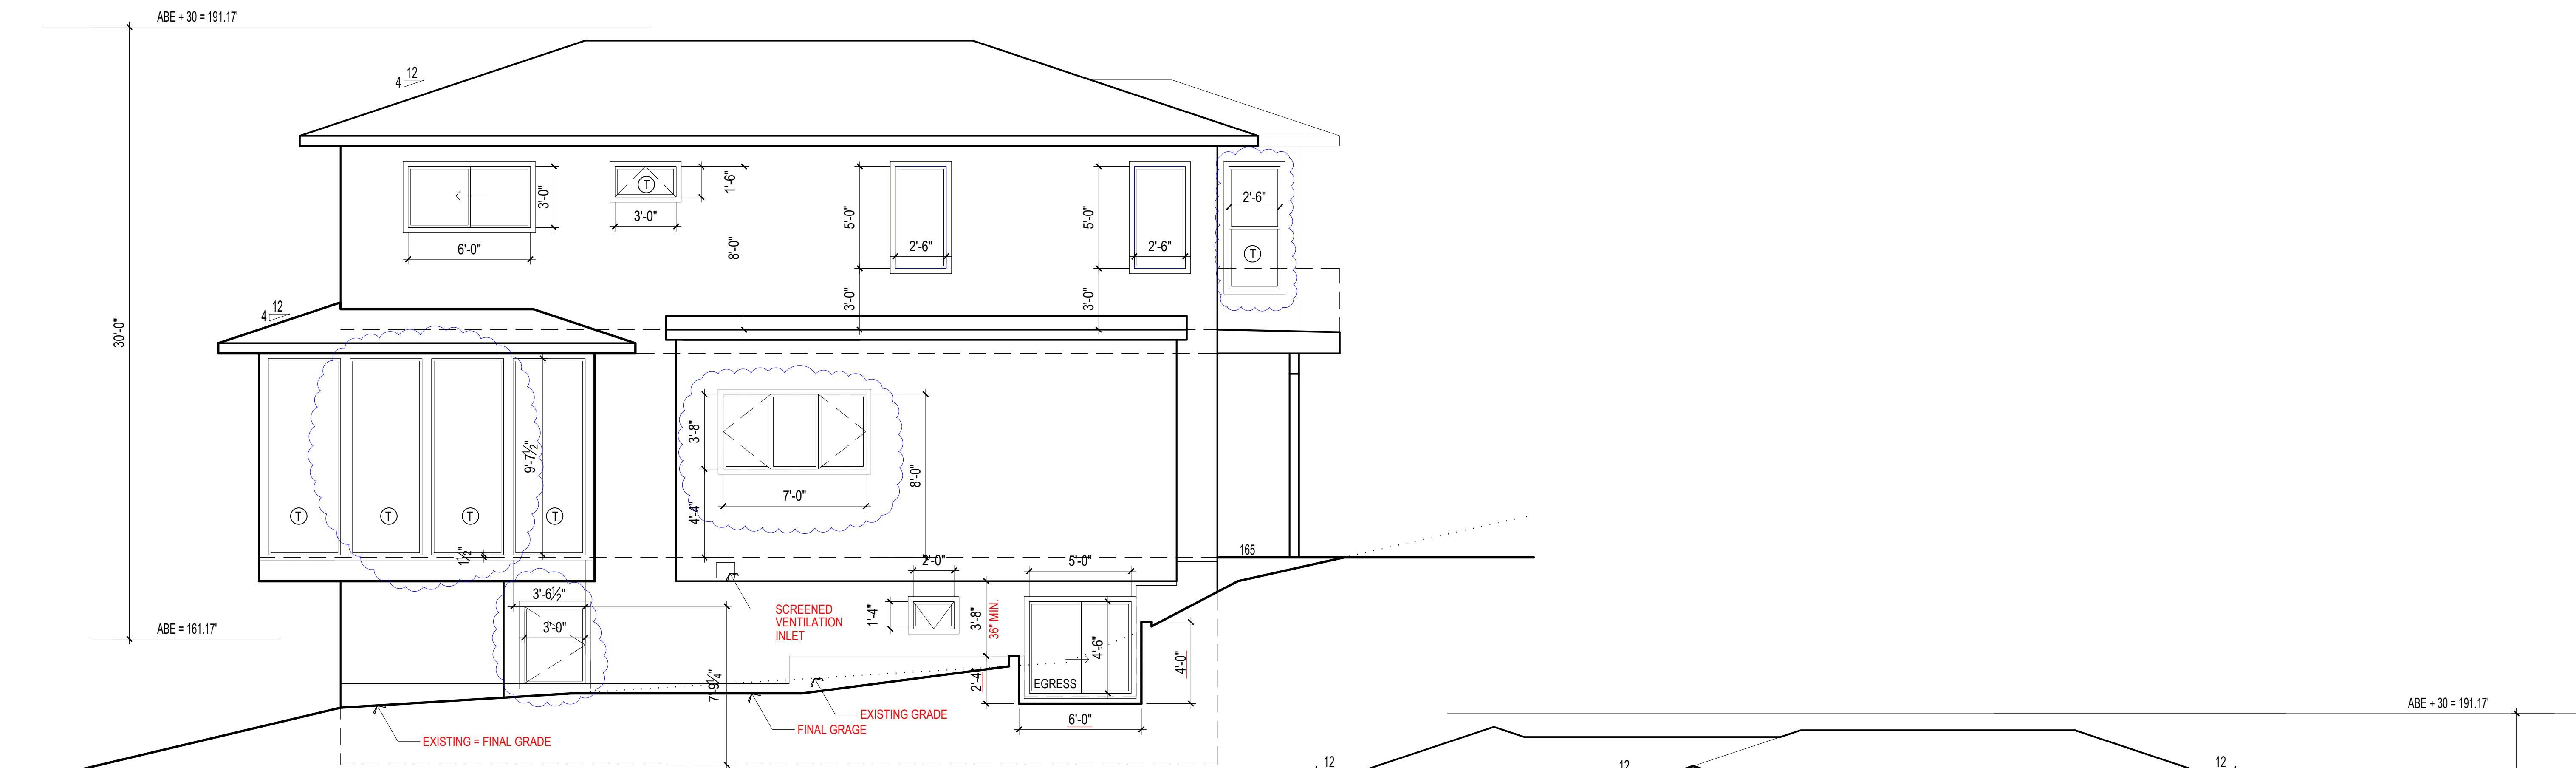 ABE + 30 = 191.17'
12
4
3'-0"
6'-0"
T
3'-0"
1'-6"
8'-0"
5'-0"
2'-6"
3'-0"
5'-0"
2'-6"
3'-0"
2'-6"
T
12
4
30'-0"
9'-7½"
T
T
T
T
1½"
3'-8"
7'-0"
4'-4"
8'-0"
165
2'-0"
5'-0"
3'-6½"
3'-0"
SCREENED
VENTILATION
INLET
1'-4"
3'-8"
36" MIN.
4'-6"
4'-0"
ABE = 161.17'
7'-9¼"
2'-4"
EGRESS
6'-0"
EXISTING GRADE
FINAL GRAGE
EXISTING = FINAL GRADE
ABE + 30 = 191.17'
12
12
12